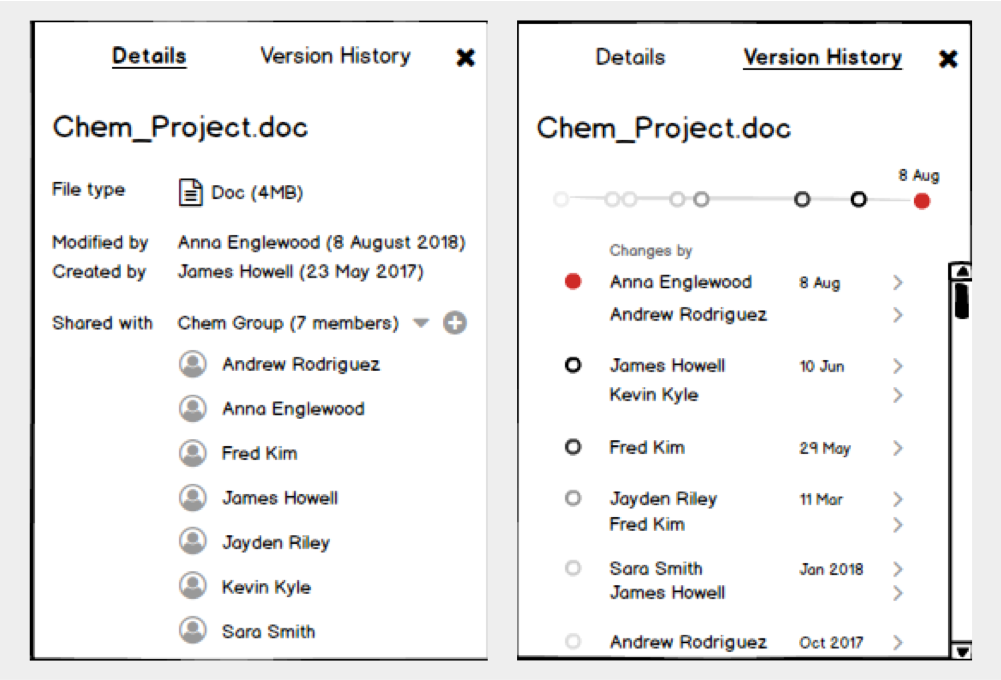 Details Version History
Chem_Project.doc
File type Doc (4MB)
Modified by Anna Englewood (8 August 2018)
Created by James Howell (23 May 2017)
Shared with Chem Group (7 members)
Andrew Rodriguez
Anna Englewood
Fred Kim
James Howell
Jayden Riley
Kevin Kyle
Sara Smith
Details Version History
Chem_Project.doc
8 Aug
Changes by
Anna Englewood 8 Aug
Andrew Rodriguez
James Howell 10 Jun
Kevin Kyle
Fred Kim 29 May
Jayden Riley 11 Mar
Fred Kim
Sara Smith Jan 2018
James Howell
Andrew Rodriguez Oct 2017